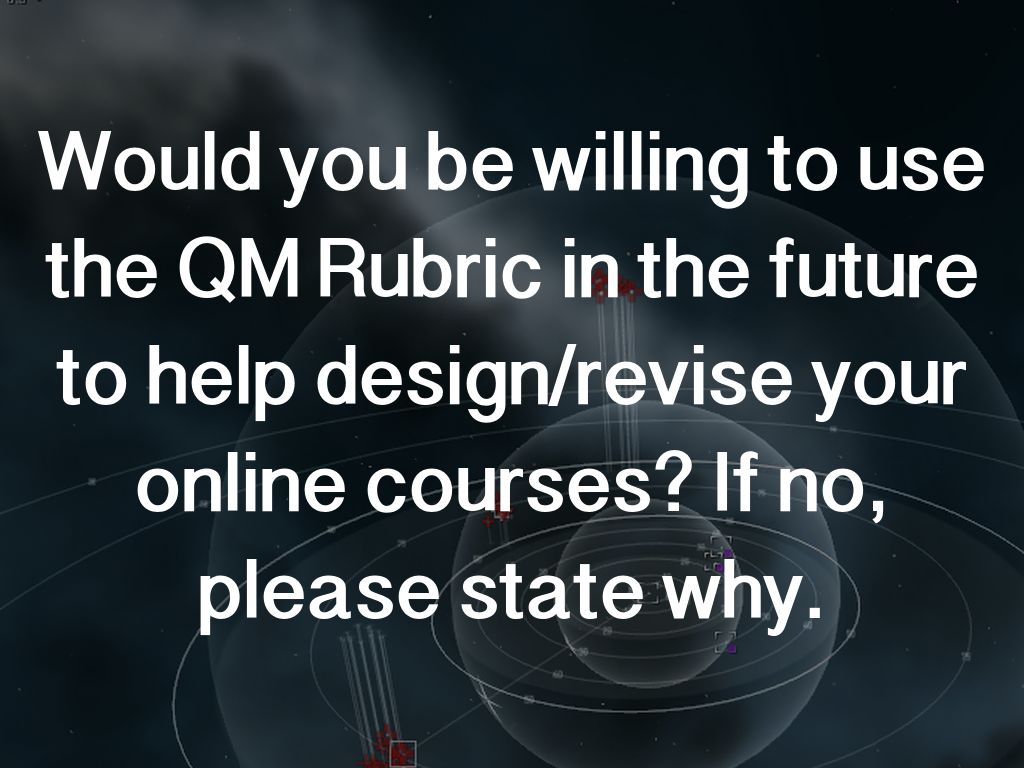 Would you be willing to use
the QM Rubric in the future
to help design/revise your
online courses? If no,
please state why.